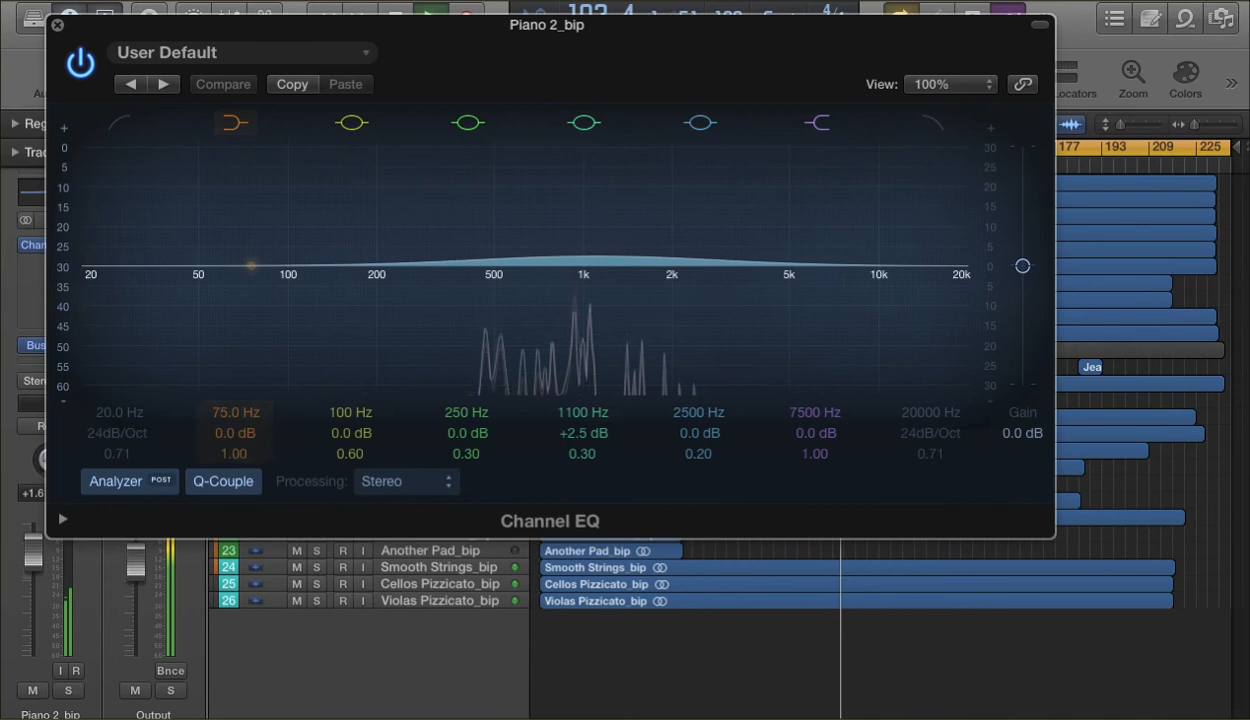 Piano 2_bip
User Default
Compare Copy Paste
View: 100%
Locators Zoom Colors
Reg
Trac
177 193 209 225
+ +
0 30
5 25
10 20
15 15
20 10
25 5
30 0
20 50 100 200 500 1k 2k 5k 10k 20k
35 5
40 10
45 15
50 20
55 25
60 30
- -
Chan
Bus
Stere
R
+1.6
Jea
20.0 Hz 75.0 Hz 100 Hz 250 Hz 1100 Hz 2500 Hz 7500 Hz 20000 Hz Gain
24dB/Oct 0.0 dB 0.0 dB 0.0 dB +2.5 dB 0.0 dB 0.0 dB 24dB/Oct 0.0 dB
0.71 1.00 0.60 0.30 0.30 0.20 1.00 0.71
Analyzer POST Q-Couple Processing: Stereo
Channel EQ
23 M S R I Another Pad_bip Another Pad_bip
24 M S R I Smooth Strings_bip Smooth Strings_bip
25 M S R I Cellos Pizzicato_bip Cellos Pizzicato_bip
26 M S R I Violas Pizzicato_bip Violas Pizzicato_bip
I R Bnce
M S M S
Piano 2_bip Output